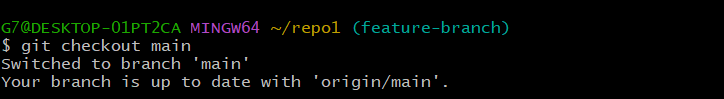 G7@DESKTOP-01PT2CA MINGW64 ~/repo1 (feature-branch)
$ git checkout main
Switched to branch 'main'
Your branch is up to date with 'origin/main'.